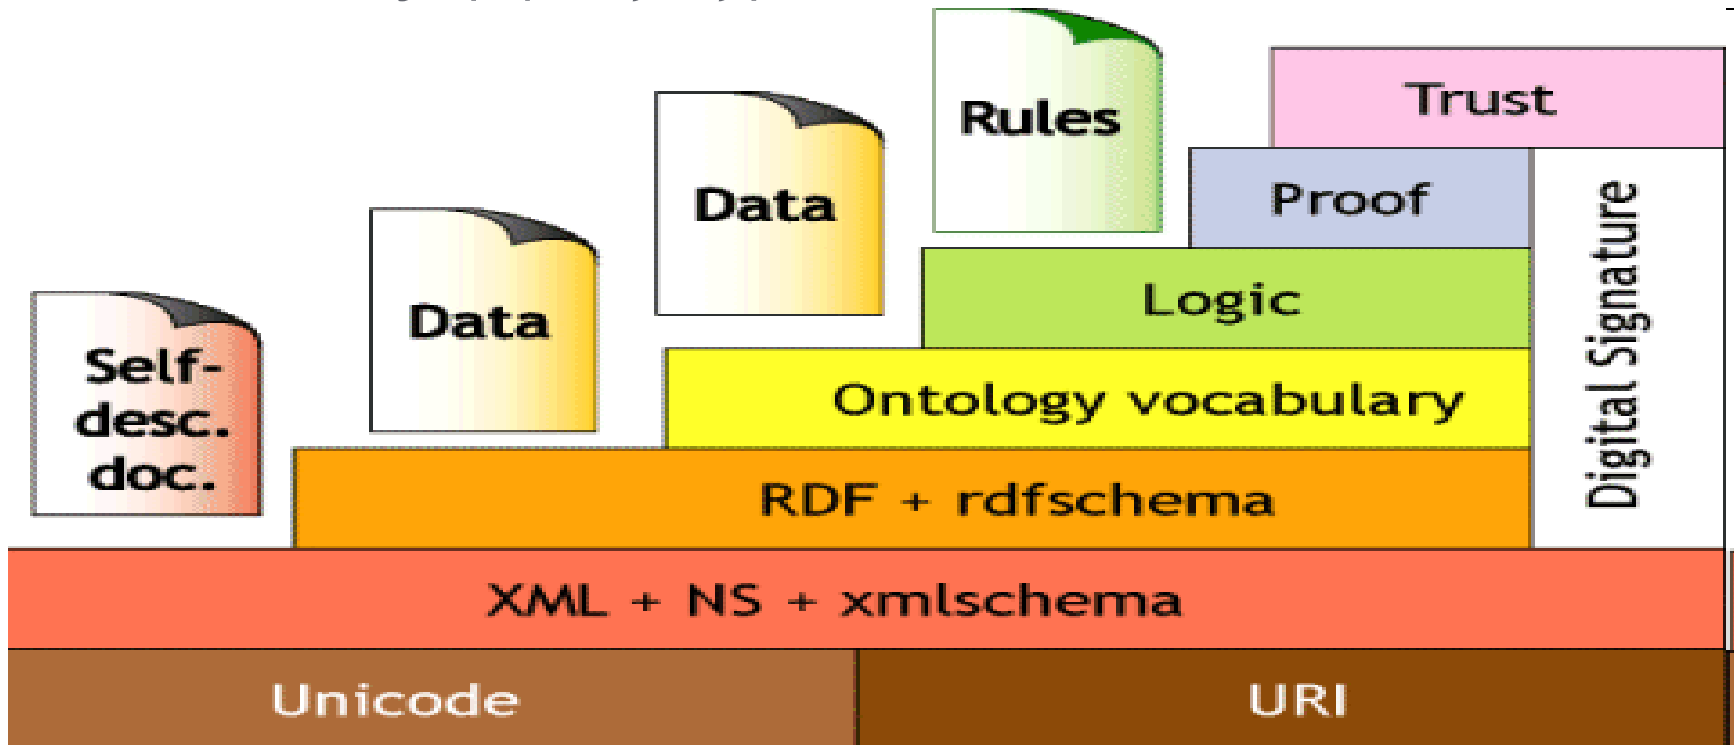 Rules
Trust
Data
Proof
Data
Logic
Self-
desc.
doc.
Ontology vocabulary
Digital Signature
RDF + rdfschema
XML + NS + xmlschema
Unicode
URI